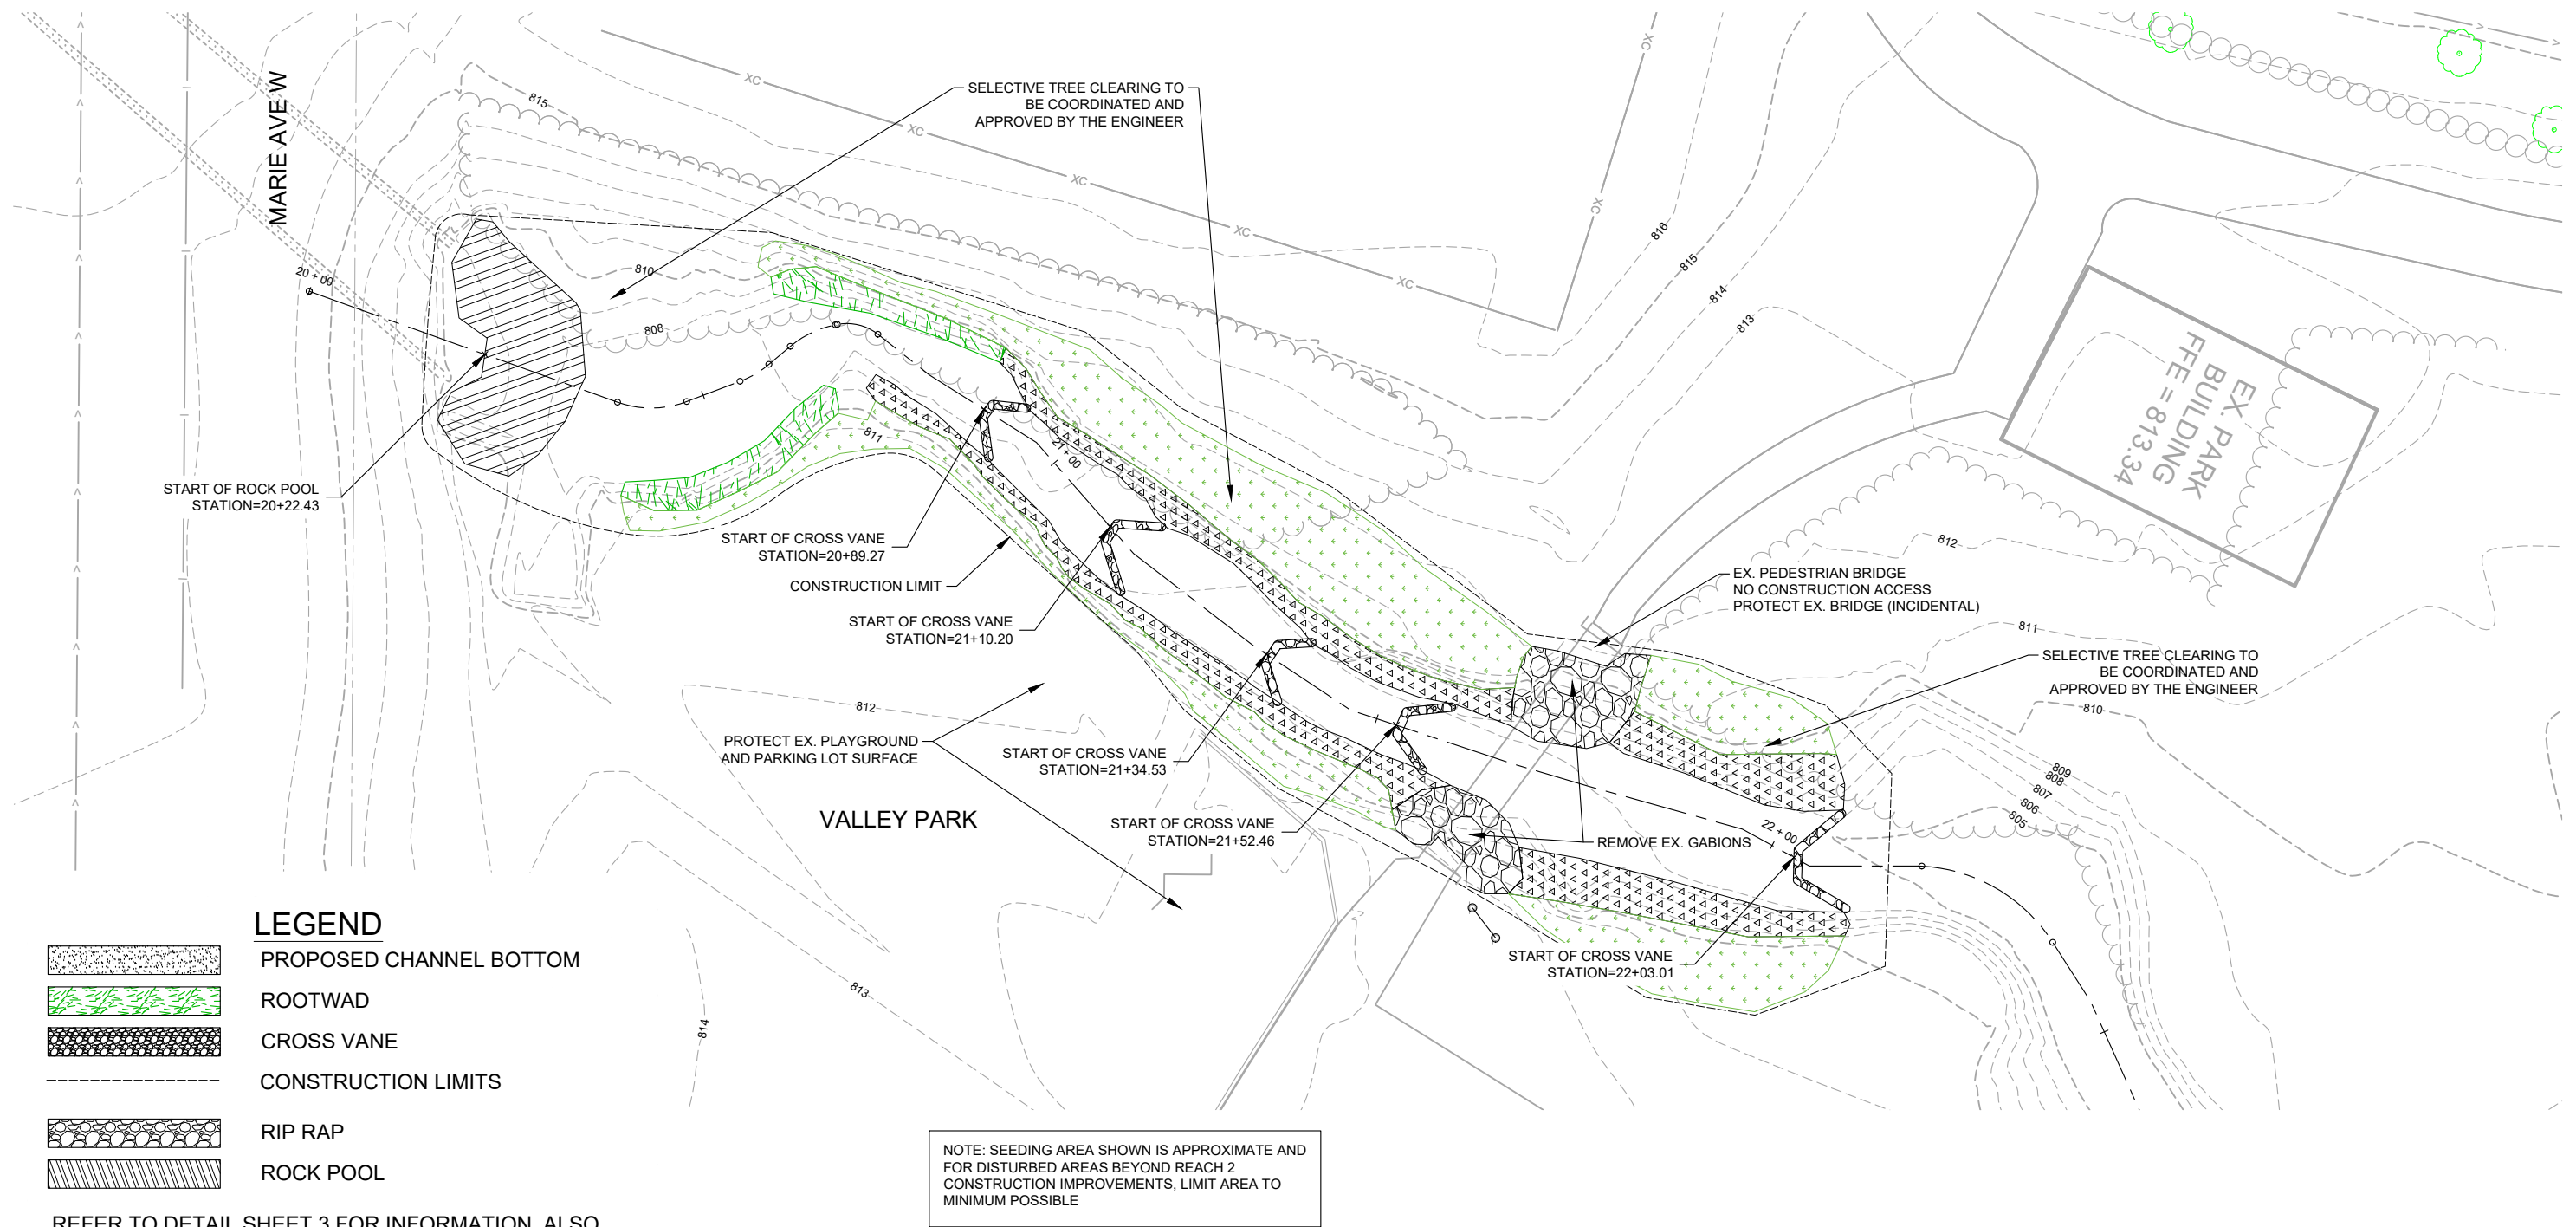 MARIE AVE W
815
SELECTIVE TREE CLEARING TO
BE COORDINATED AND
APPROVED BY THE ENGINEER
XC
XC
XC
XC
XC
XC
XC
816
815
814
813
20 + 00
810
808
EX. PARK
BUILDING
FFE = 813.34
START OF ROCK POOL
STATION=20+22.43
811
21 + 00
START OF CROSS VANE
STATION=20+89.27
CONSTRUCTION LIMIT
START OF CROSS VANE
STATION=21+10.20
812
EX. PEDESTRIAN BRIDGE
NO CONSTRUCTION ACCESS
PROTECT EX. BRIDGE (INCIDENTAL)
811
SELECTIVE TREE CLEARING TO
BE COORDINATED AND
APPROVED BY THE ENGINEER
810
812
PROTECT EX. PLAYGROUND
AND PARKING LOT SURFACE
START OF CROSS VANE
STATION=21+34.53
809
808
807
806
805
VALLEY PARK
START OF CROSS VANE
STATION=21+52.46
REMOVE EX. GABIONS
22 + 00
START OF CROSS VANE
STATION=22+03.01
813
814
LEGEND
PROPOSED CHANNEL BOTTOM
ROOTWAD
CROSS VANE
CONSTRUCTION LIMITS
RIP RAP
ROCK POOL
REFER TO DETAIL SHEET 3 FOR INFORMATION, ALSO
NOTE: SEEDING AREA SHOWN IS APPROXIMATE AND
FOR DISTURBED AREAS BEYOND REACH 2
CONSTRUCTION IMPROVEMENTS, LIMIT AREA TO
MINIMUM POSSIBLE